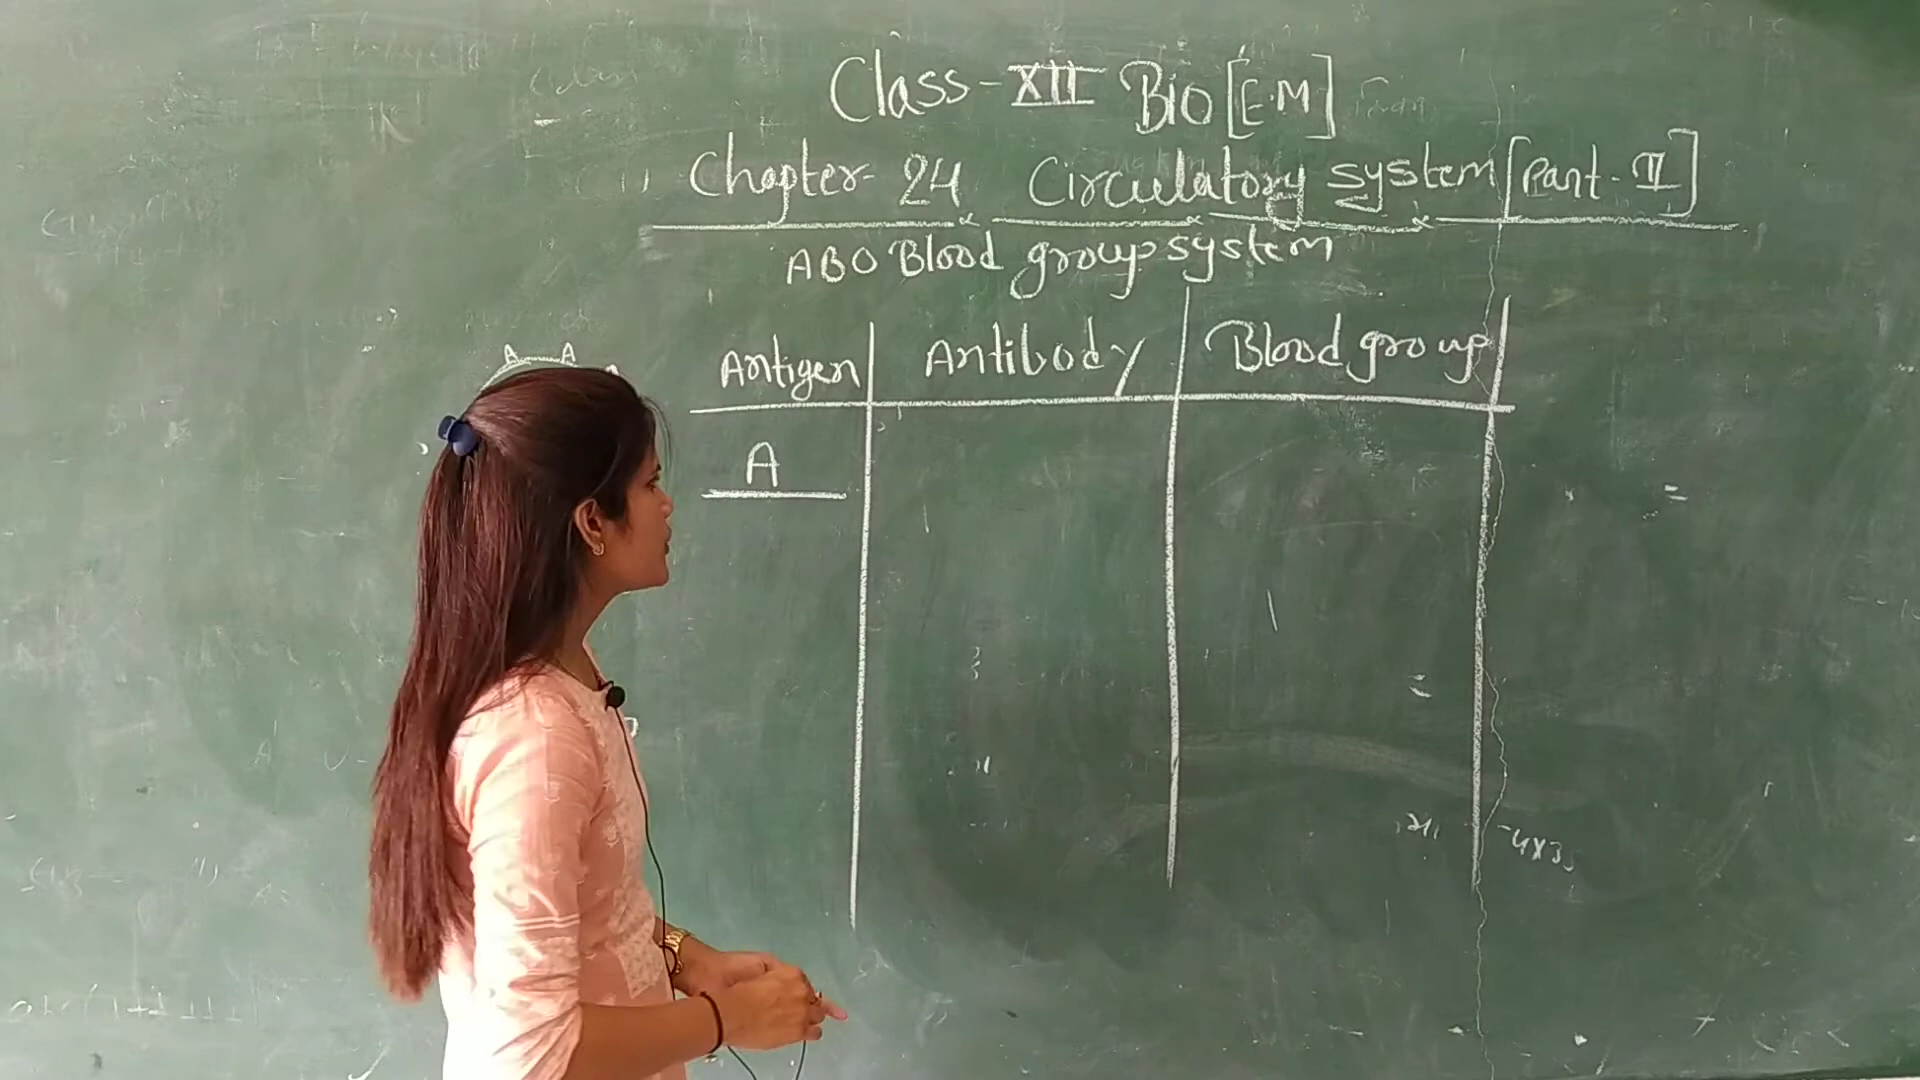 Class-XII Bio [E.M]
Chapter-24 Circulatory system [Part-II]
ABO Blood group system
Antigen Antibody Blood group
A A
A